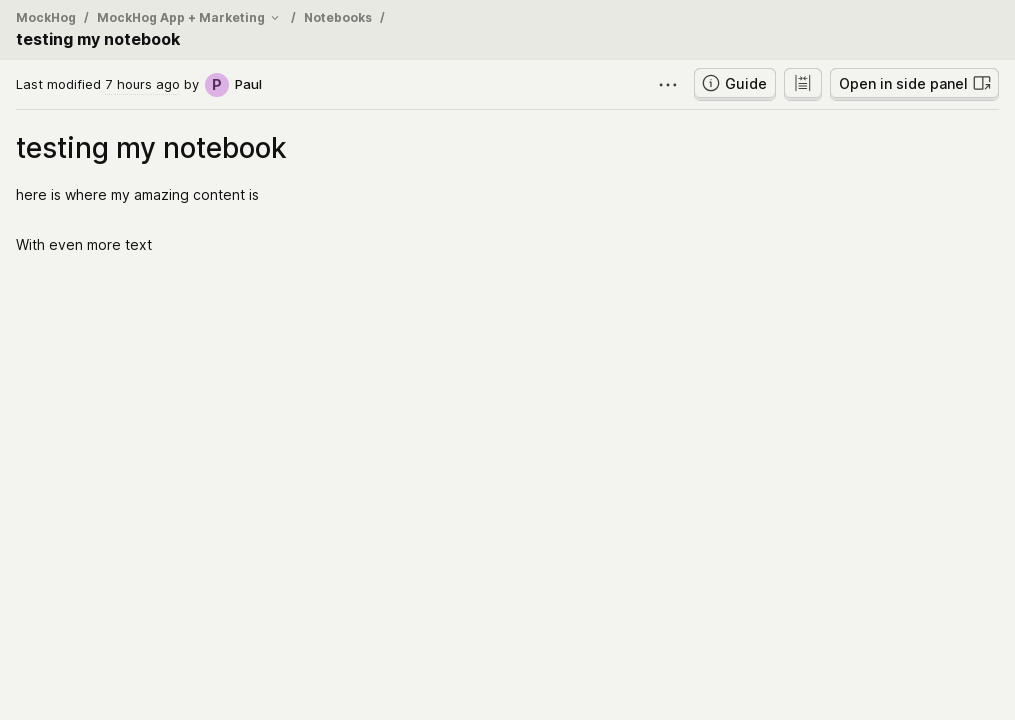 MockHog / MockHog App + Marketing / Notebooks /
testing my notebook
Last modified 7 hours ago by P Paul
Guide
Open in side panel
testing my notebook
here is where my amazing content is
With even more text